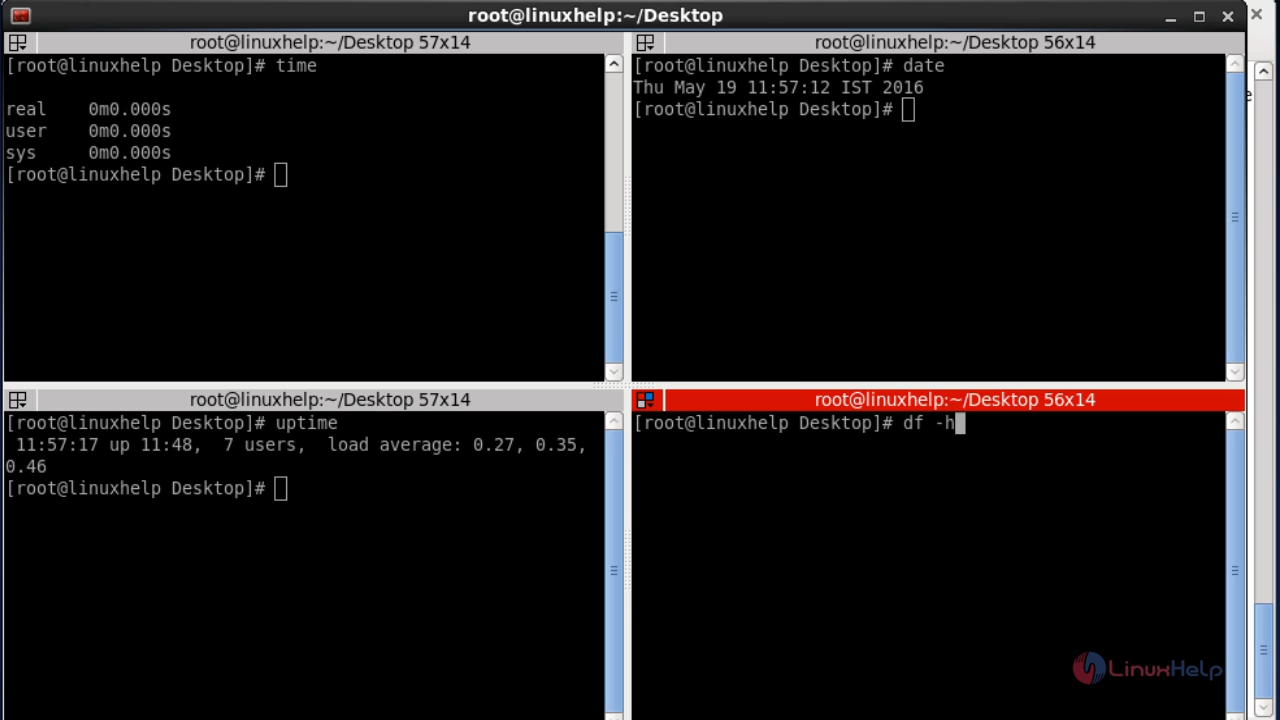 root@linuxhelp:~/Desktop
root@linuxhelp:~/Desktop 57x14
[root@linuxhelp Desktop]# time
real 0m0.000s
user 0m0.000s
sys 0m0.000s
[root@linuxhelp Desktop]#
root@linuxhelp:~/Desktop 56x14
[root@linuxhelp Desktop]# date
Thu May 19 11:57:12 IST 2016
[root@linuxhelp Desktop]#
root@linuxhelp:~/Desktop 57x14
[root@linuxhelp Desktop]# uptime
11:57:17 up 11:48, 7 users, load average: 0.27, 0.35,
0.46
[root@linuxhelp Desktop]#
root@linuxhelp:~/Desktop 56x14
[root@linuxhelp Desktop]# df -h
LinuxHelp